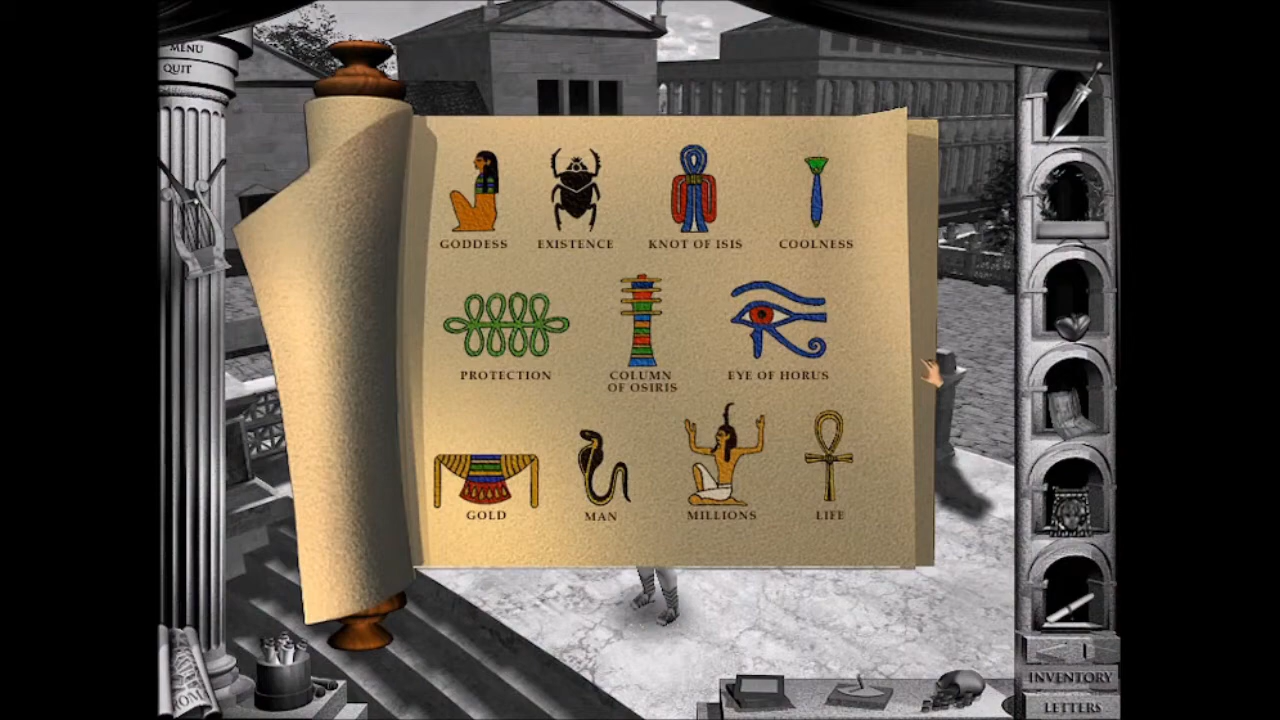 MENU
QUIT
GODDESS
EXISTENCE
KNOT OF ISIS
COOLNESS
PROTECTION
COLUMN
OF OSIRIS
EYE OF HORUS
GOLD
MAN
MILLIONS
LIFE
INVENTORY
LETTERS